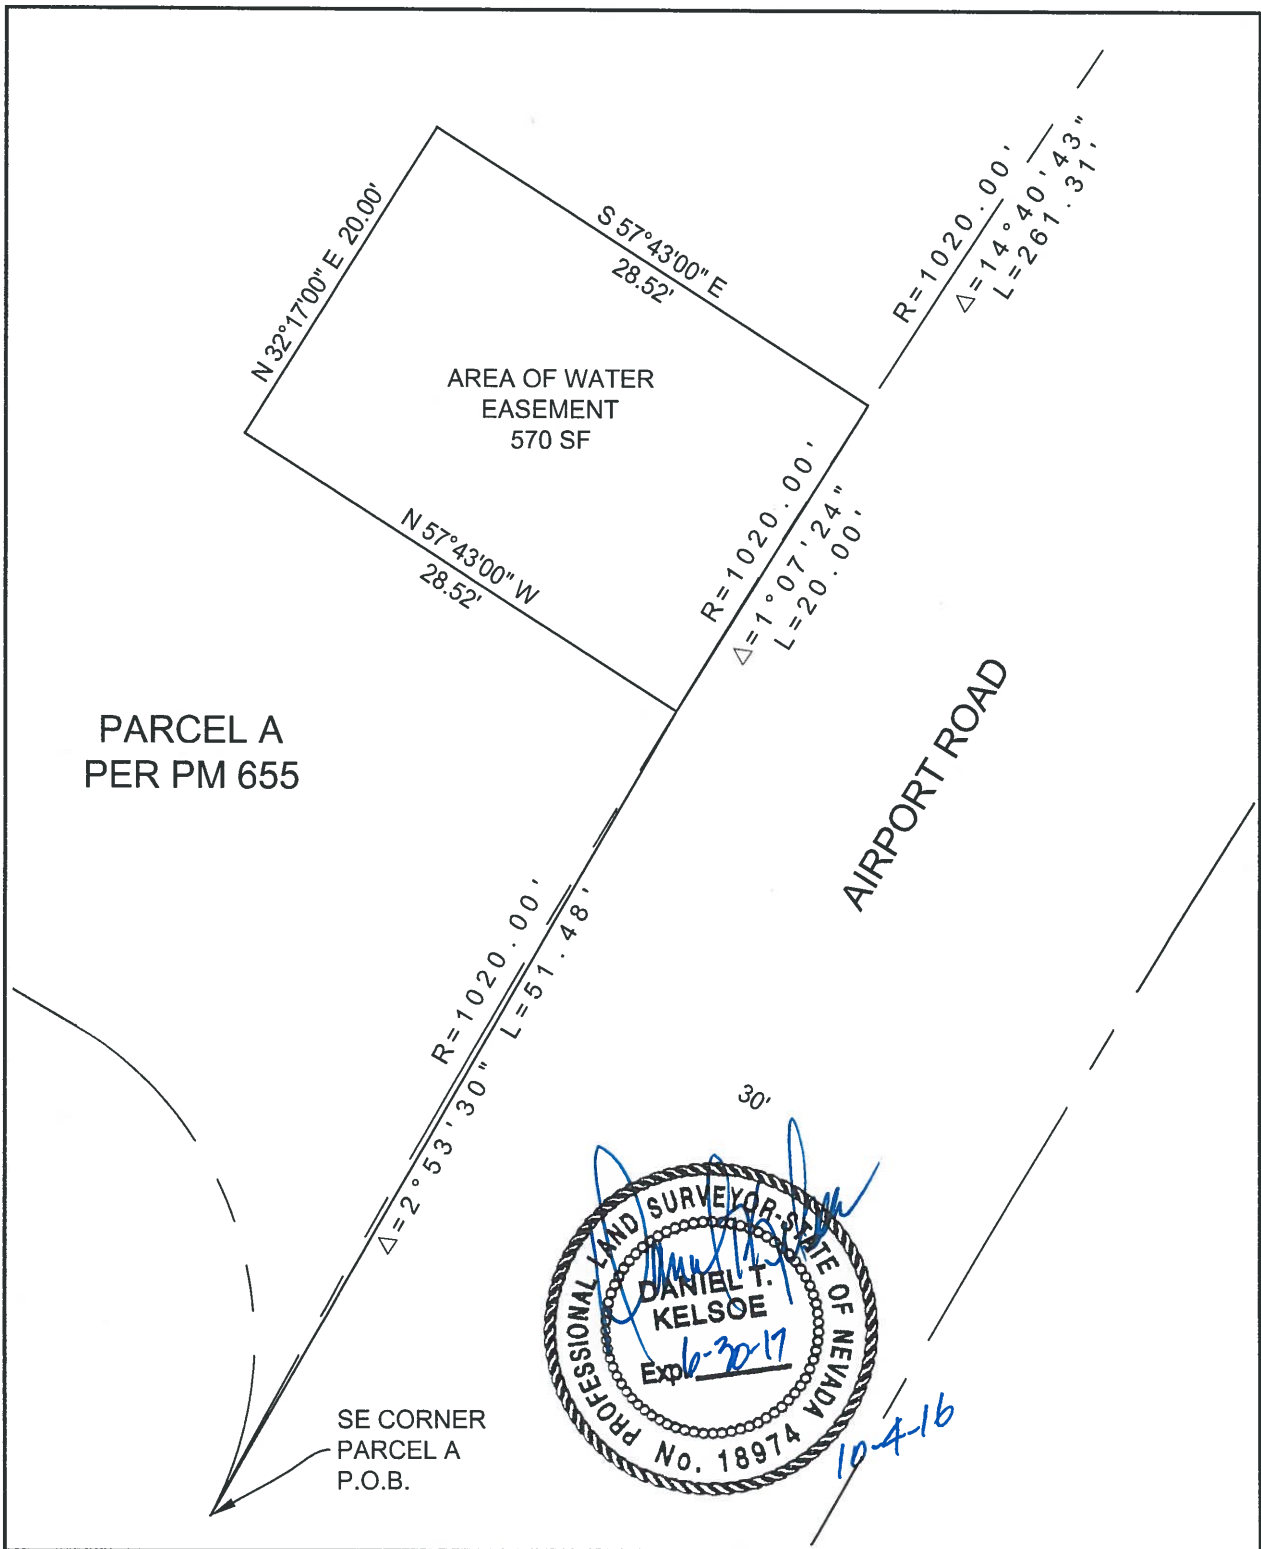 R=1020.00'
Δ=14°40'43"
L=261.31'
N 32°17'00" E 20.00'
S 57°43'00" E
28.52'
AREA OF WATER
EASEMENT
570 SF
N 57°43'00" W
28.52'
R=1020.00'
Δ=1°07'24"
L=20.00'
PARCEL A
PER PM 655
AIRPORT ROAD
R=1020.00'
Δ=2°53'30" L=51.48'
30'
PROFESSIONAL LAND SURVEYOR-STATE OF NEVADA
DANIEL T.
KELSOE
Exp. 6-30-17
No. 18974
10-4-16
SE CORNER
PARCEL A
P.O.B.